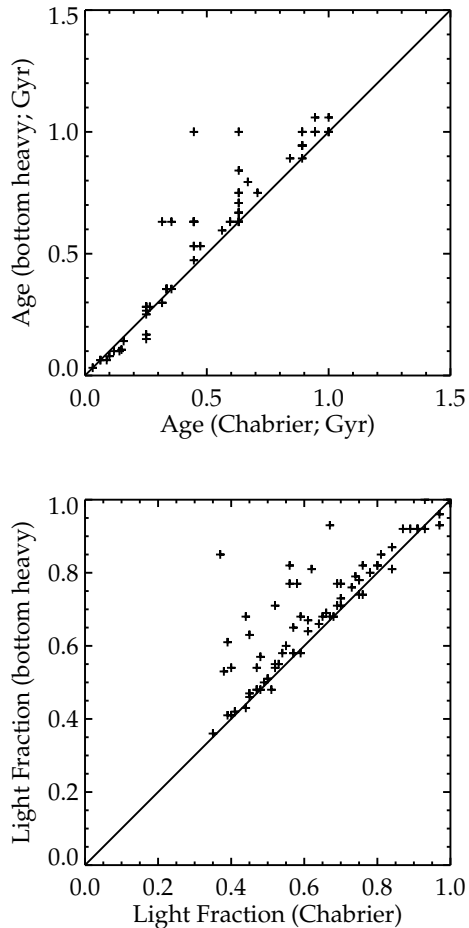 1.5
1.0
0.5
0.0
Age (bottom heavy; Gyr)
0.0 0.5 1.0 1.5
Age (Chabrier; Gyr)
1.0
0.8
0.6
0.4
0.2
0.0
Light Fraction (bottom heavy)
0.0 0.2 0.4 0.6 0.8 1.0
Light Fraction (Chabrier)